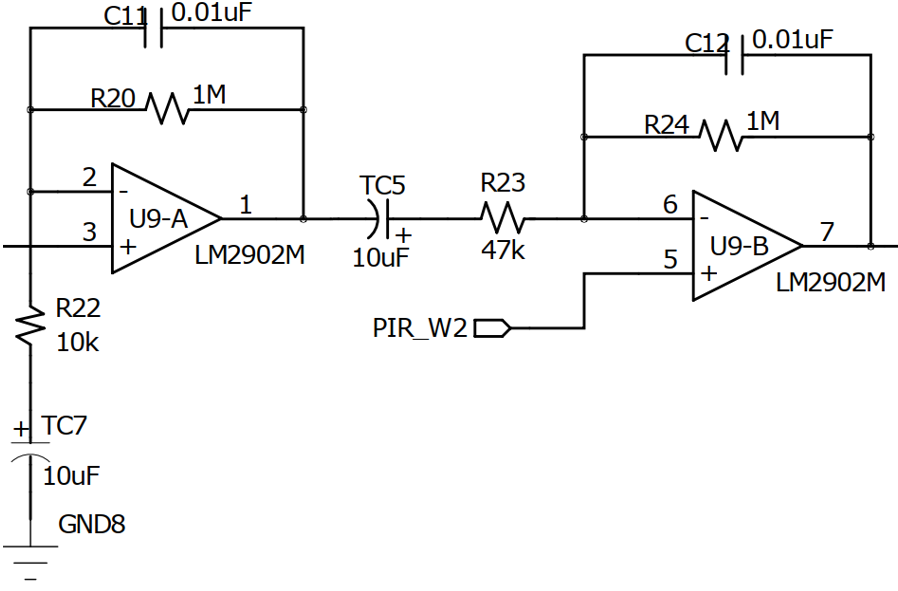 C11 0.01uF
R20 1M
2 -
U9-A 1
3 +
LM2902M
R22
10k
+ TC7
10uF
GND8
TC5
+
10uF
R23
47k
C12 0.01uF
R24 1M
6 -
U9-B 7
5 +
LM2902M
PIR_W2